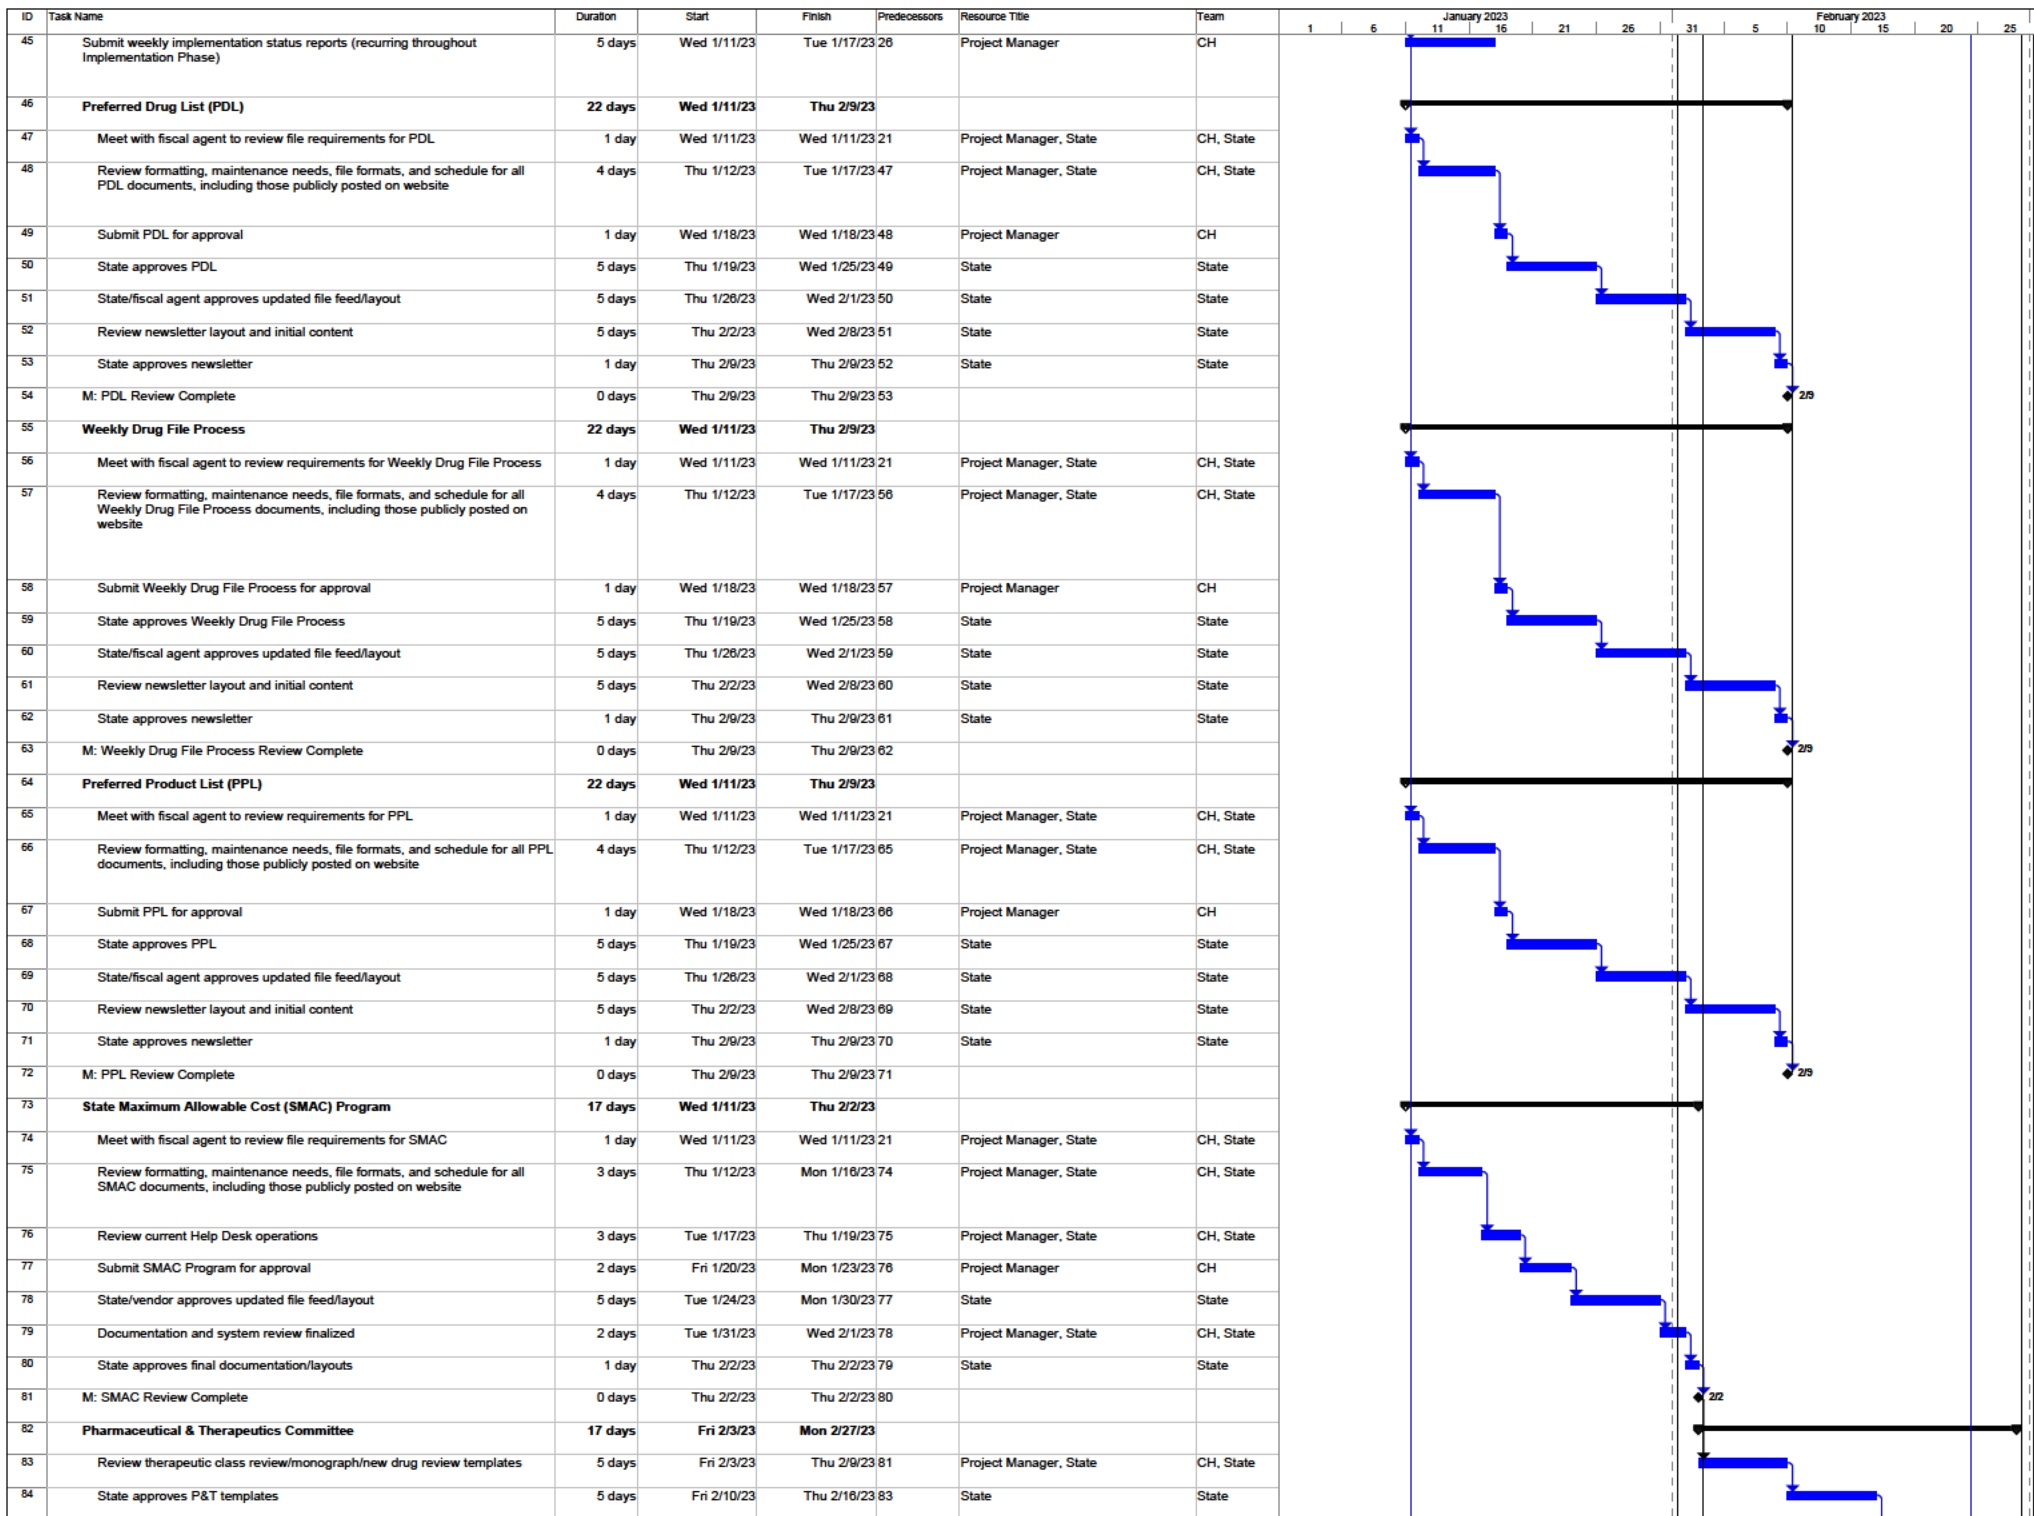 ID Task Name Duration Start Finish Predecessors Resource Title Team January 2023 February 2023
1 6 11 16 21 26 31 5 10 15 20 25
45 Submit weekly implementation status reports (recurring throughout 5 days Wed 1/11/23 Tue 1/17/23 26 Project Manager CH
Implementation Phase)
46 Preferred Drug List (PDL) 22 days Wed 1/11/23 Thu 2/9/23
47 Meet with fiscal agent to review file requirements for PDL 1 day Wed 1/11/23 Wed 1/11/23 21 Project Manager, State CH, State
48 Review formatting, maintenance needs, file formats, and schedule for all 4 days Thu 1/12/23 Tue 1/17/23 47 Project Manager, State CH, State
PDL documents, including those publicly posted on website
49 Submit PDL for approval 1 day Wed 1/18/23 Wed 1/18/23 48 Project Manager CH
50 State approves PDL 5 days Thu 1/19/23 Wed 1/25/23 49 State State
51 State/fiscal agent approves updated file feed/layout 5 days Thu 1/26/23 Wed 2/1/23 50 State State
52 Review newsletter layout and initial content 5 days Thu 2/2/23 Wed 2/8/23 51 State State
53 State approves newsletter 1 day Thu 2/9/23 Thu 2/9/23 52 State State
54 M: PDL Review Complete 0 days Thu 2/9/23 Thu 2/9/23 53 2/9
55 Weekly Drug File Process 22 days Wed 1/11/23 Thu 2/9/23
56 Meet with fiscal agent to review requirements for Weekly Drug File Process 1 day Wed 1/11/23 Wed 1/11/23 21 Project Manager, State CH, State
57 Review formatting, maintenance needs, file formats, and schedule for all 4 days Thu 1/12/23 Tue 1/17/23 56 Project Manager, State CH, State
Weekly Drug File Process documents, including those publicly posted on
website
58 Submit Weekly Drug File Process for approval 1 day Wed 1/18/23 Wed 1/18/23 57 Project Manager CH
59 State approves Weekly Drug File Process 5 days Thu 1/19/23 Wed 1/25/23 58 State State
60 State/fiscal agent approves updated file feed/layout 5 days Thu 1/26/23 Wed 2/1/23 59 State State
61 Review newsletter layout and initial content 5 days Thu 2/2/23 Wed 2/8/23 60 State State
62 State approves newsletter 1 day Thu 2/9/23 Thu 2/9/23 61 State State
63 M: Weekly Drug File Process Review Complete 0 days Thu 2/9/23 Thu 2/9/23 62 2/9
64 Preferred Product List (PPL) 22 days Wed 1/11/23 Thu 2/9/23
65 Meet with fiscal agent to review requirements for PPL 1 day Wed 1/11/23 Wed 1/11/23 21 Project Manager, State CH, State
66 Review formatting, maintenance needs, file formats, and schedule for all PPL 4 days Thu 1/12/23 Tue 1/17/23 65 Project Manager, State CH, State
documents, including those publicly posted on website
67 Submit PPL for approval 1 day Wed 1/18/23 Wed 1/18/23 66 Project Manager CH
68 State approves PPL 5 days Thu 1/19/23 Wed 1/25/23 67 State State
69 State/fiscal agent approves updated file feed/layout 5 days Thu 1/26/23 Wed 2/1/23 68 State State
70 Review newsletter layout and initial content 5 days Thu 2/2/23 Wed 2/8/23 69 State State
71 State approves newsletter 1 day Thu 2/9/23 Thu 2/9/23 70 State State
72 M: PPL Review Complete 0 days Thu 2/9/23 Thu 2/9/23 71 2/9
73 State Maximum Allowable Cost (SMAC) Program 17 days Wed 1/11/23 Thu 2/2/23
74 Meet with fiscal agent to review file requirements for SMAC 1 day Wed 1/11/23 Wed 1/11/23 21 Project Manager, State CH, State
75 Review formatting, maintenance needs, file formats, and schedule for all 3 days Thu 1/12/23 Mon 1/16/23 74 Project Manager, State CH, State
SMAC documents, including those publicly posted on website
76 Review current Help Desk operations 3 days Tue 1/17/23 Thu 1/19/23 75 Project Manager, State CH, State
77 Submit SMAC Program for approval 2 days Fri 1/20/23 Mon 1/23/23 76 Project Manager CH
78 State/vendor approves updated file feed/layout 5 days Tue 1/24/23 Mon 1/30/23 77 State State
79 Documentation and system review finalized 2 days Tue 1/31/23 Wed 2/1/23 78 Project Manager, State CH, State
80 State approves final documentation/layouts 1 day Thu 2/2/23 Thu 2/2/23 79 State State
81 M: SMAC Review Complete 0 days Thu 2/2/23 Thu 2/2/23 80 2/2
82 Pharmaceutical & Therapeutics Committee 17 days Fri 2/3/23 Mon 2/27/23
83 Review therapeutic class review/monograph/new drug review templates 5 days Fri 2/3/23 Thu 2/9/23 81 Project Manager, State CH, State
84 State approves P&T templates 5 days Fri 2/10/23 Thu 2/16/23 83 State State